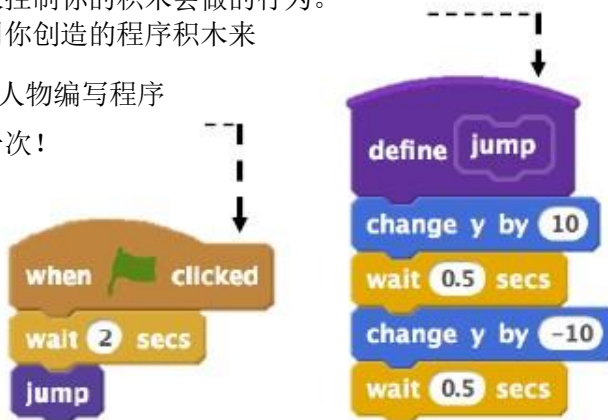 控制你的积木会做的行为。
你创造的程序积木来
人物编写程序
次！
when clicked
wait 2 secs
jump
define jump
change y by 10
wait 0.5 secs
change y by -10
wait 0.5 secs